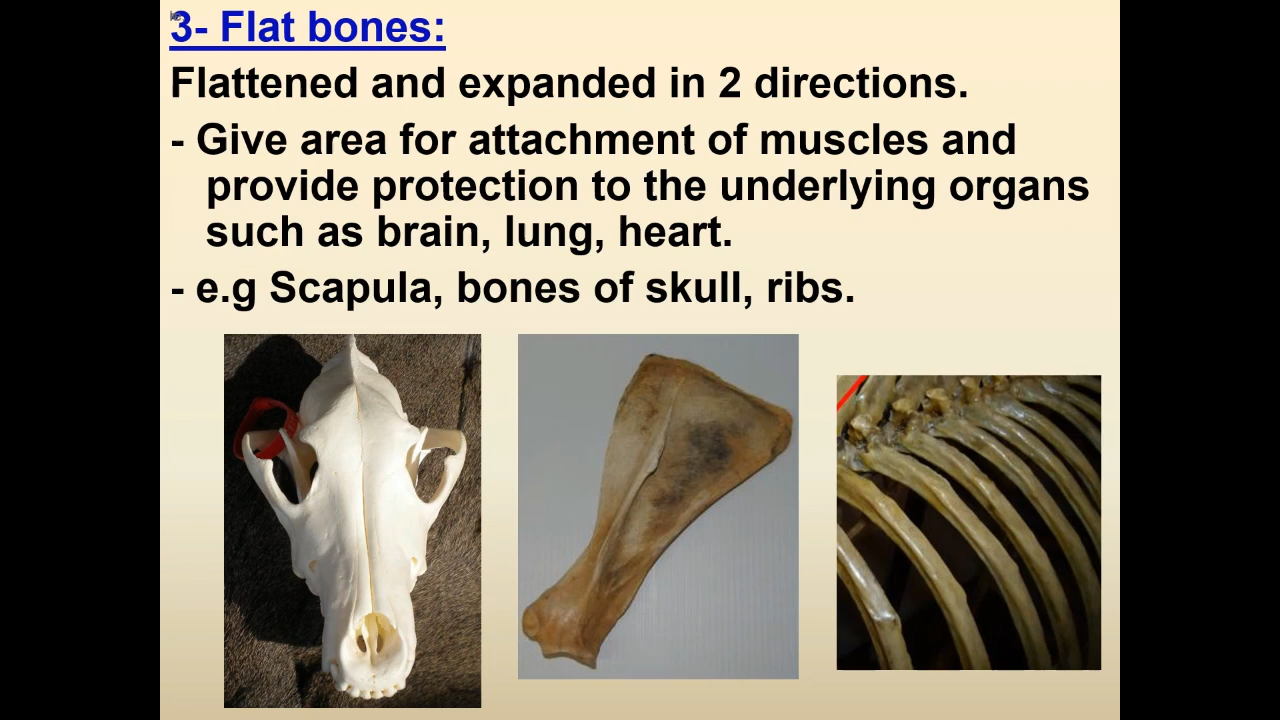 3- Flat bones:
Flattened and expanded in 2 directions.
- Give area for attachment of muscles and
provide protection to the underlying organs
such as brain, lung, heart.
- e.g Scapula, bones of skull, ribs.